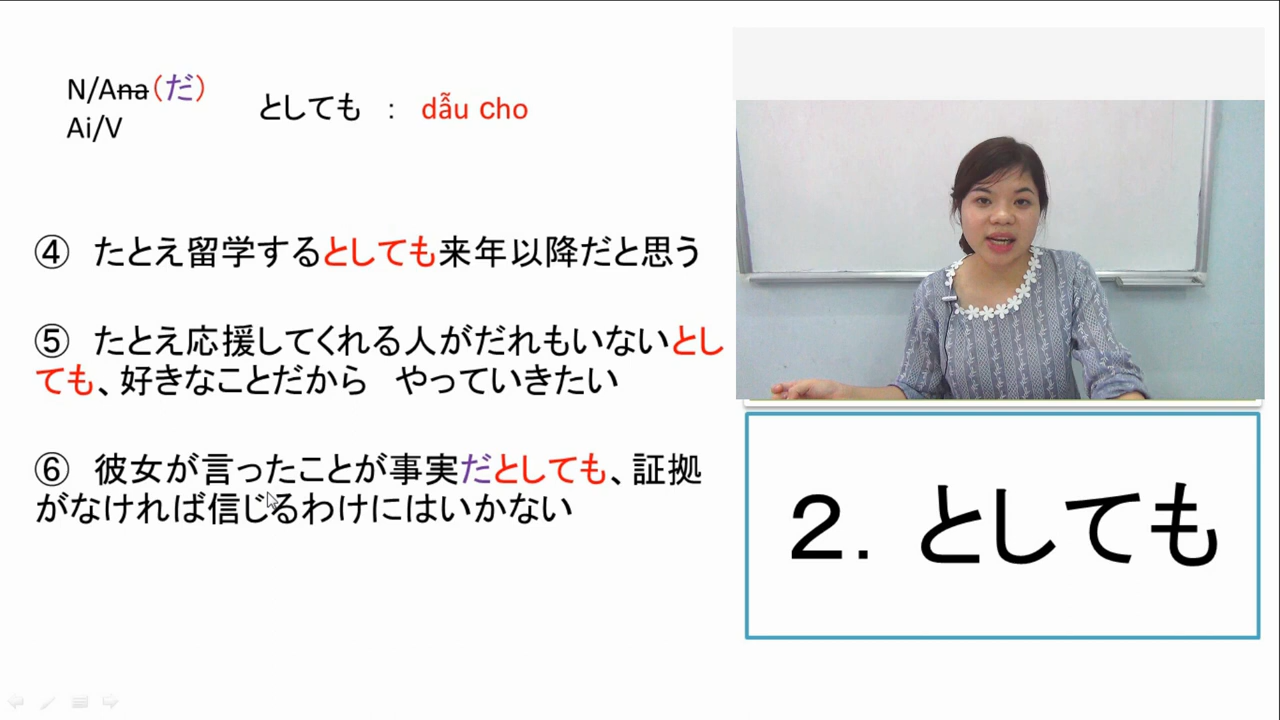 N/Ana(だ)
Ai/V
としても : dẫu cho
④ たとえ留学するとしても来年以降だと思う
⑤ たとえ応援してくれる人がだれもいないとし
ても、好きなことだから やっていきたい
⑥ 彼女が言ったことが事実だとしても、証拠
がなければ信じるわけにはいかない
２．としても